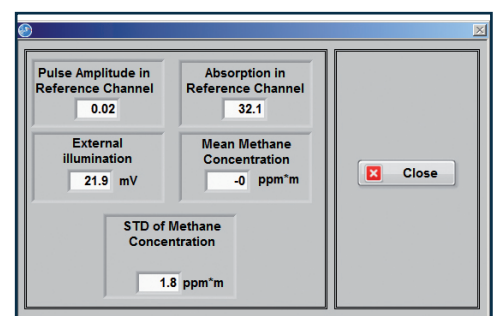 Pulse Amplitude in
Reference Channel
0.02
Absorption in
Reference Channel
32.1
External
illumination
21.9 mV
Mean Methane
Concentration
-0 ppm*m
Close
STD of Methane
Concentration
1.8 ppm*m